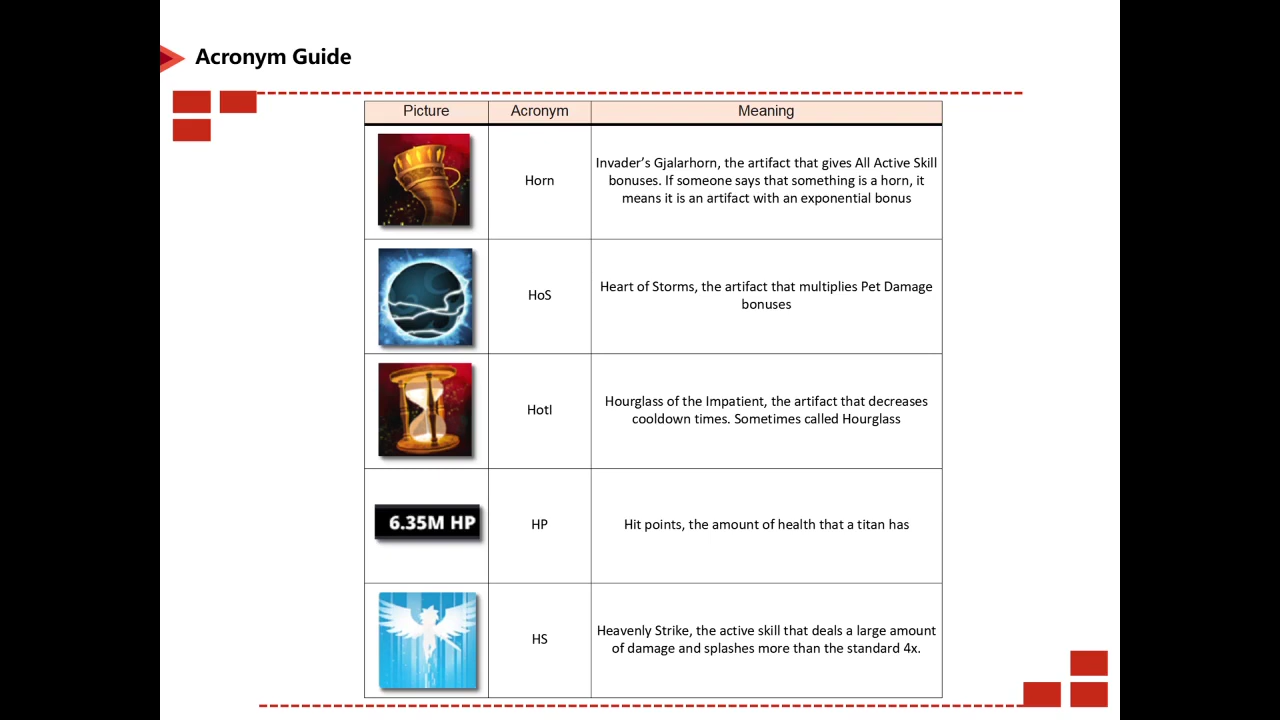 Acronym Guide
Picture Acronym Meaning
Horn
Invader’s Gjalarhorn, the artifact that gives All Active Skill
bonuses. If someone says that something is a horn, it
means it is an artifact with an exponential bonus
HoS
Heart of Storms, the artifact that multiplies Pet Damage
bonuses
HotI
Hourglass of the Impatient, the artifact that decreases
cooldown times. Sometimes called Hourglass
6.35M HP
HP
Hit points, the amount of health that a titan has
HS
Heavenly Strike, the active skill that deals a large amount
of damage and splashes more than the standard 4x.